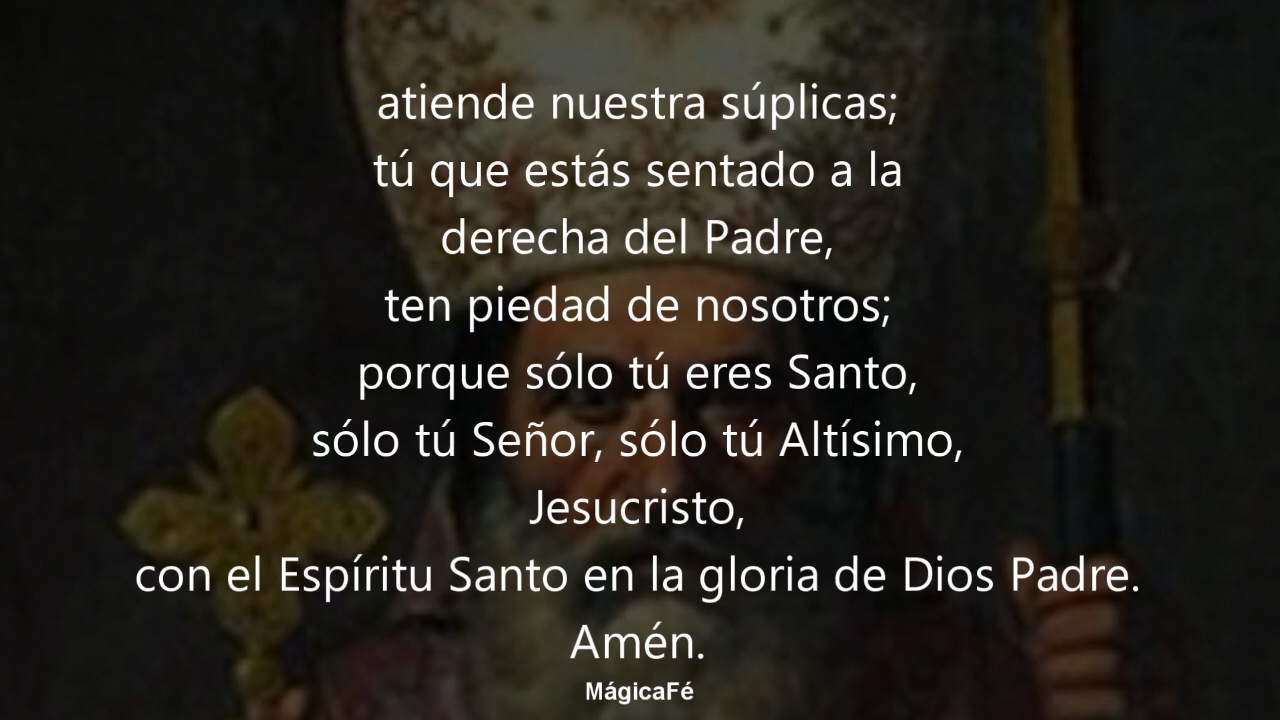 atiende nuestra súplicas;
tú que estás sentado a la
derecha del Padre,
ten piedad de nosotros;
porque sólo tú eres Santo,
sólo tú Señor, sólo tú Altísimo,
Jesucristo,
con el Espíritu Santo en la gloria de Dios Padre.
Amén.
MágicaFé